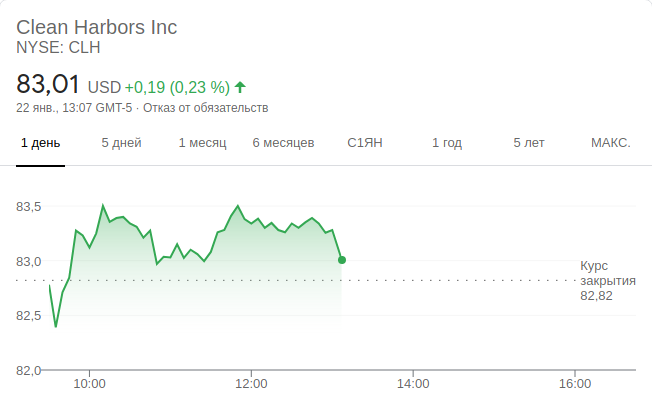 Clean Harbors Inc
NYSE: CLH
83,01 USD +0,19 (0,23 %)
22 янв., 13:07 GMT-5 · Отказ от обязательств
1 день 5 дней 1 месяц 6 месяцев С1ЯН 1 год 5 лет МАКС.
83,5
83,0
82,5
82,0
Курс
закрытия
82,82
10:00 12:00 14:00 16:00